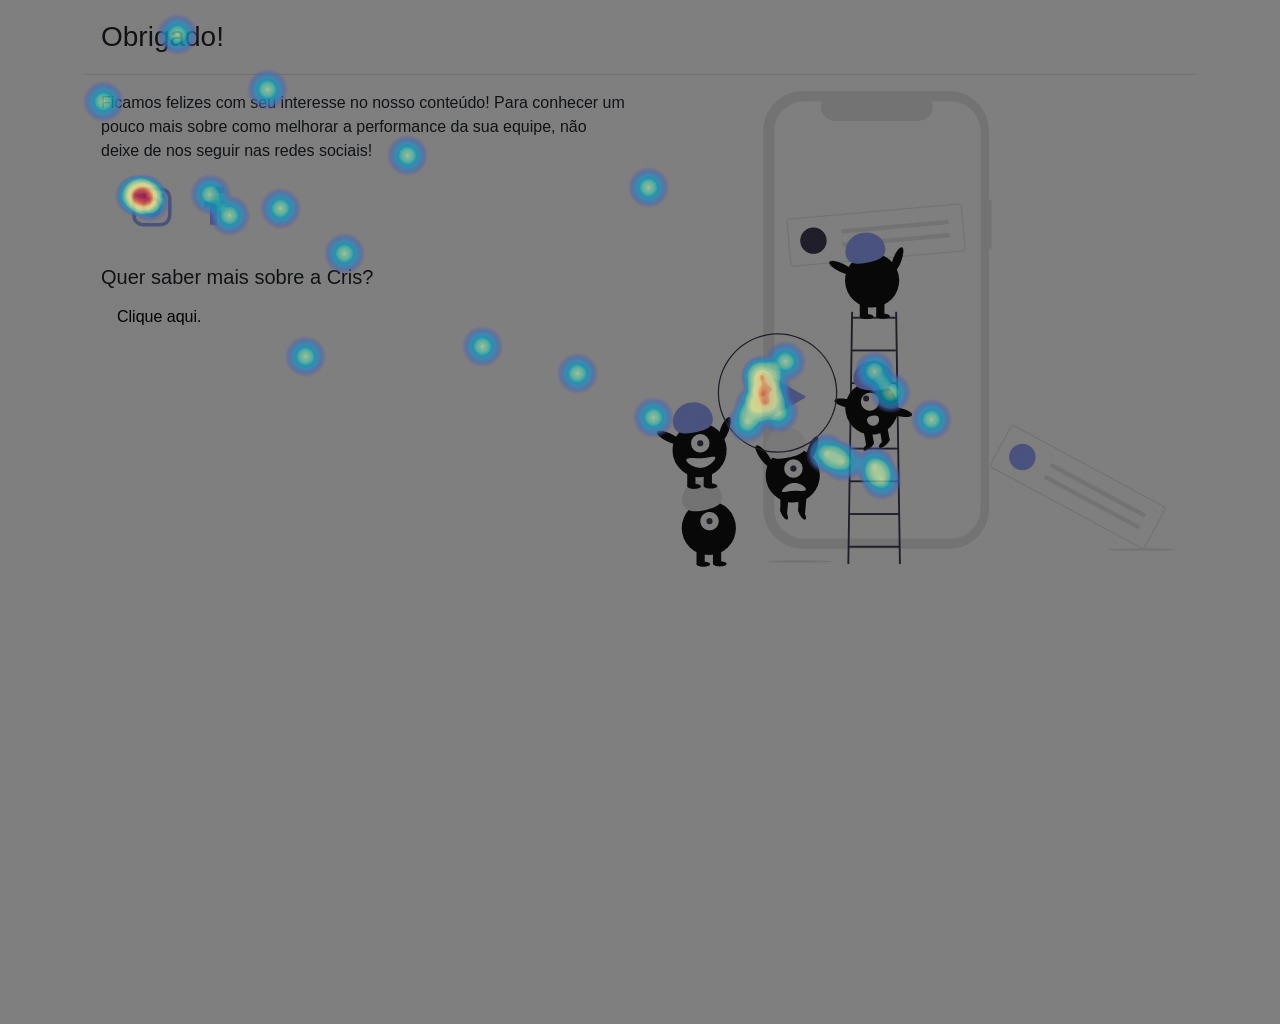 Obrigado!
Ficamos felizes com seu interesse no nosso conteúdo! Para conhecer um
pouco mais sobre como melhorar a performance da sua equipe, não
deixe de nos seguir nas redes sociais!
Quer saber mais sobre a Cris?
Clique aqui.